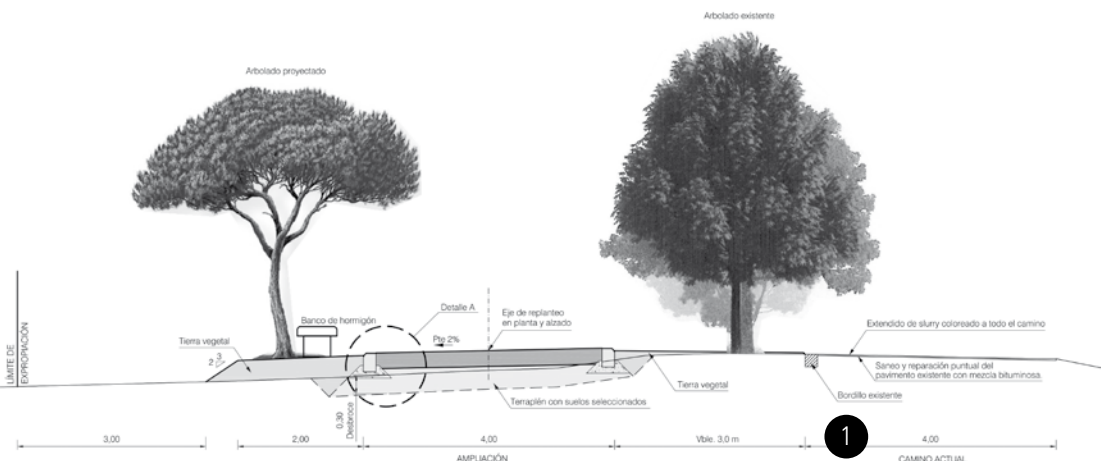 Arbolado existente
Arbolado proyectado
Detalle A
Eje de replanteo
en planta y alzado
Banco de hormigón
Pte 2%
Extendido de slurry coloreado a todo el camino
Tierra vegetal
2
3
LÍMITE DE
EXPROPIACIÓN
Saneo y reparación puntual del
pavimento existente con mezcla bituminosa.
Tierra vegetal
Bordillo existente
Terraplén con suelos seleccionados
0,30
Desbroce
3,00
2,00
4,00
Vble. 3,0 m
1
4,00
AMPLIACIÓN
CAMINO ACTUAL